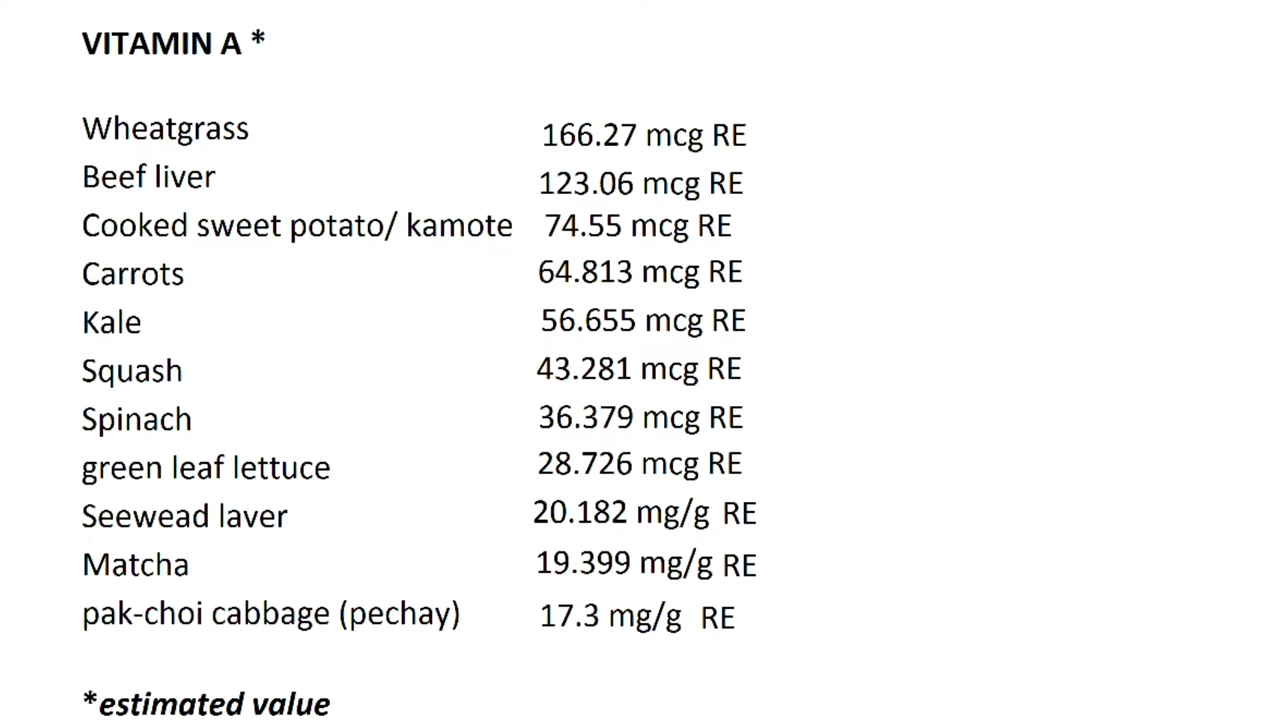 VITAMIN A *
Wheatgrass 166.27 mcg RE
Beef liver 123.06 mcg RE
Cooked sweet potato/ kamote 74.55 mcg RE
Carrots 64.813 mcg RE
Kale 56.655 mcg RE
Squash 43.281 mcg RE
Spinach 36.379 mcg RE
green leaf lettuce 28.726 mcg RE
Seewead laver 20.182 mg/g RE
Matcha 19.399 mg/g RE
pak-choi cabbage (pechay) 17.3 mg/g RE
*estimated value